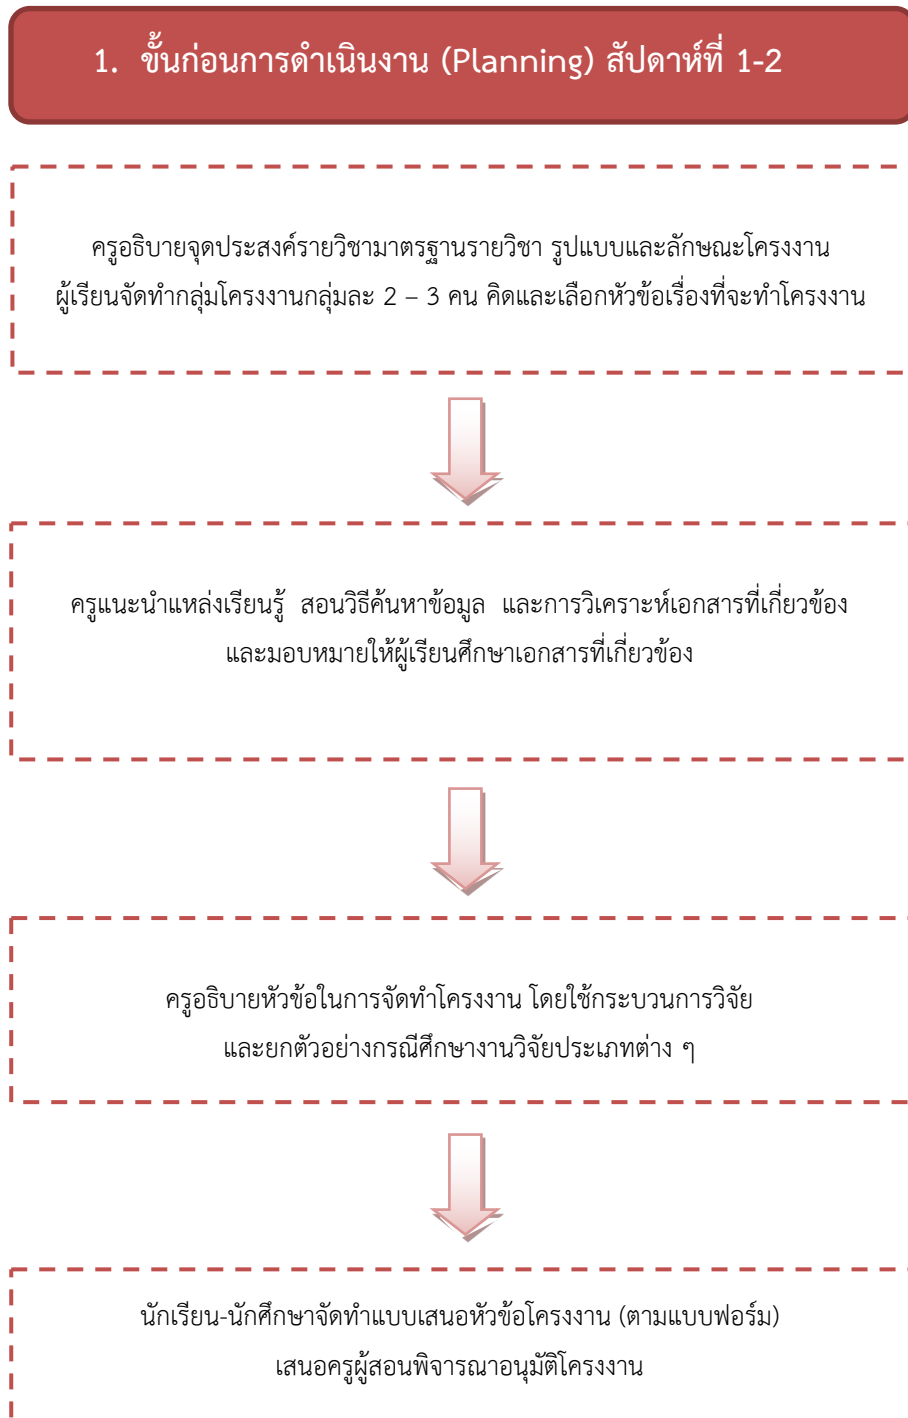 1. ขั้นก่อนการดำเนินงาน (Planning) สัปดาห์ที่ 1-2
ครูอธิบายจุดประสงค์รายวิชามาตรฐานรายวิชา รูปแบบและลักษณะโครงงาน
ผู้เรียนจัดทำกลุ่มโครงงานกลุ่มละ 2 – 3 คน คิดและเลือกหัวข้อเรื่องที่จะทำโครงงาน
ครูแนะนำแหล่งเรียนรู้ สอนวิธีค้นหาข้อมูล และการวิเคราะห์เอกสารที่เกี่ยวข้อง
และมอบหมายให้ผู้เรียนศึกษาเอกสารที่เกี่ยวข้อง
ครูอธิบายหัวข้อในการจัดทำโครงงาน โดยใช้กระบวนการวิจัย
และยกตัวอย่างกรณีศึกษางานวิจัยประเภทต่าง ๆ
นักเรียน-นักศึกษาจัดทำแบบเสนอหัวข้อโครงงาน (ตามแบบฟอร์ม)
เสนอครูผู้สอนพิจารณาอนุมัติโครงงาน